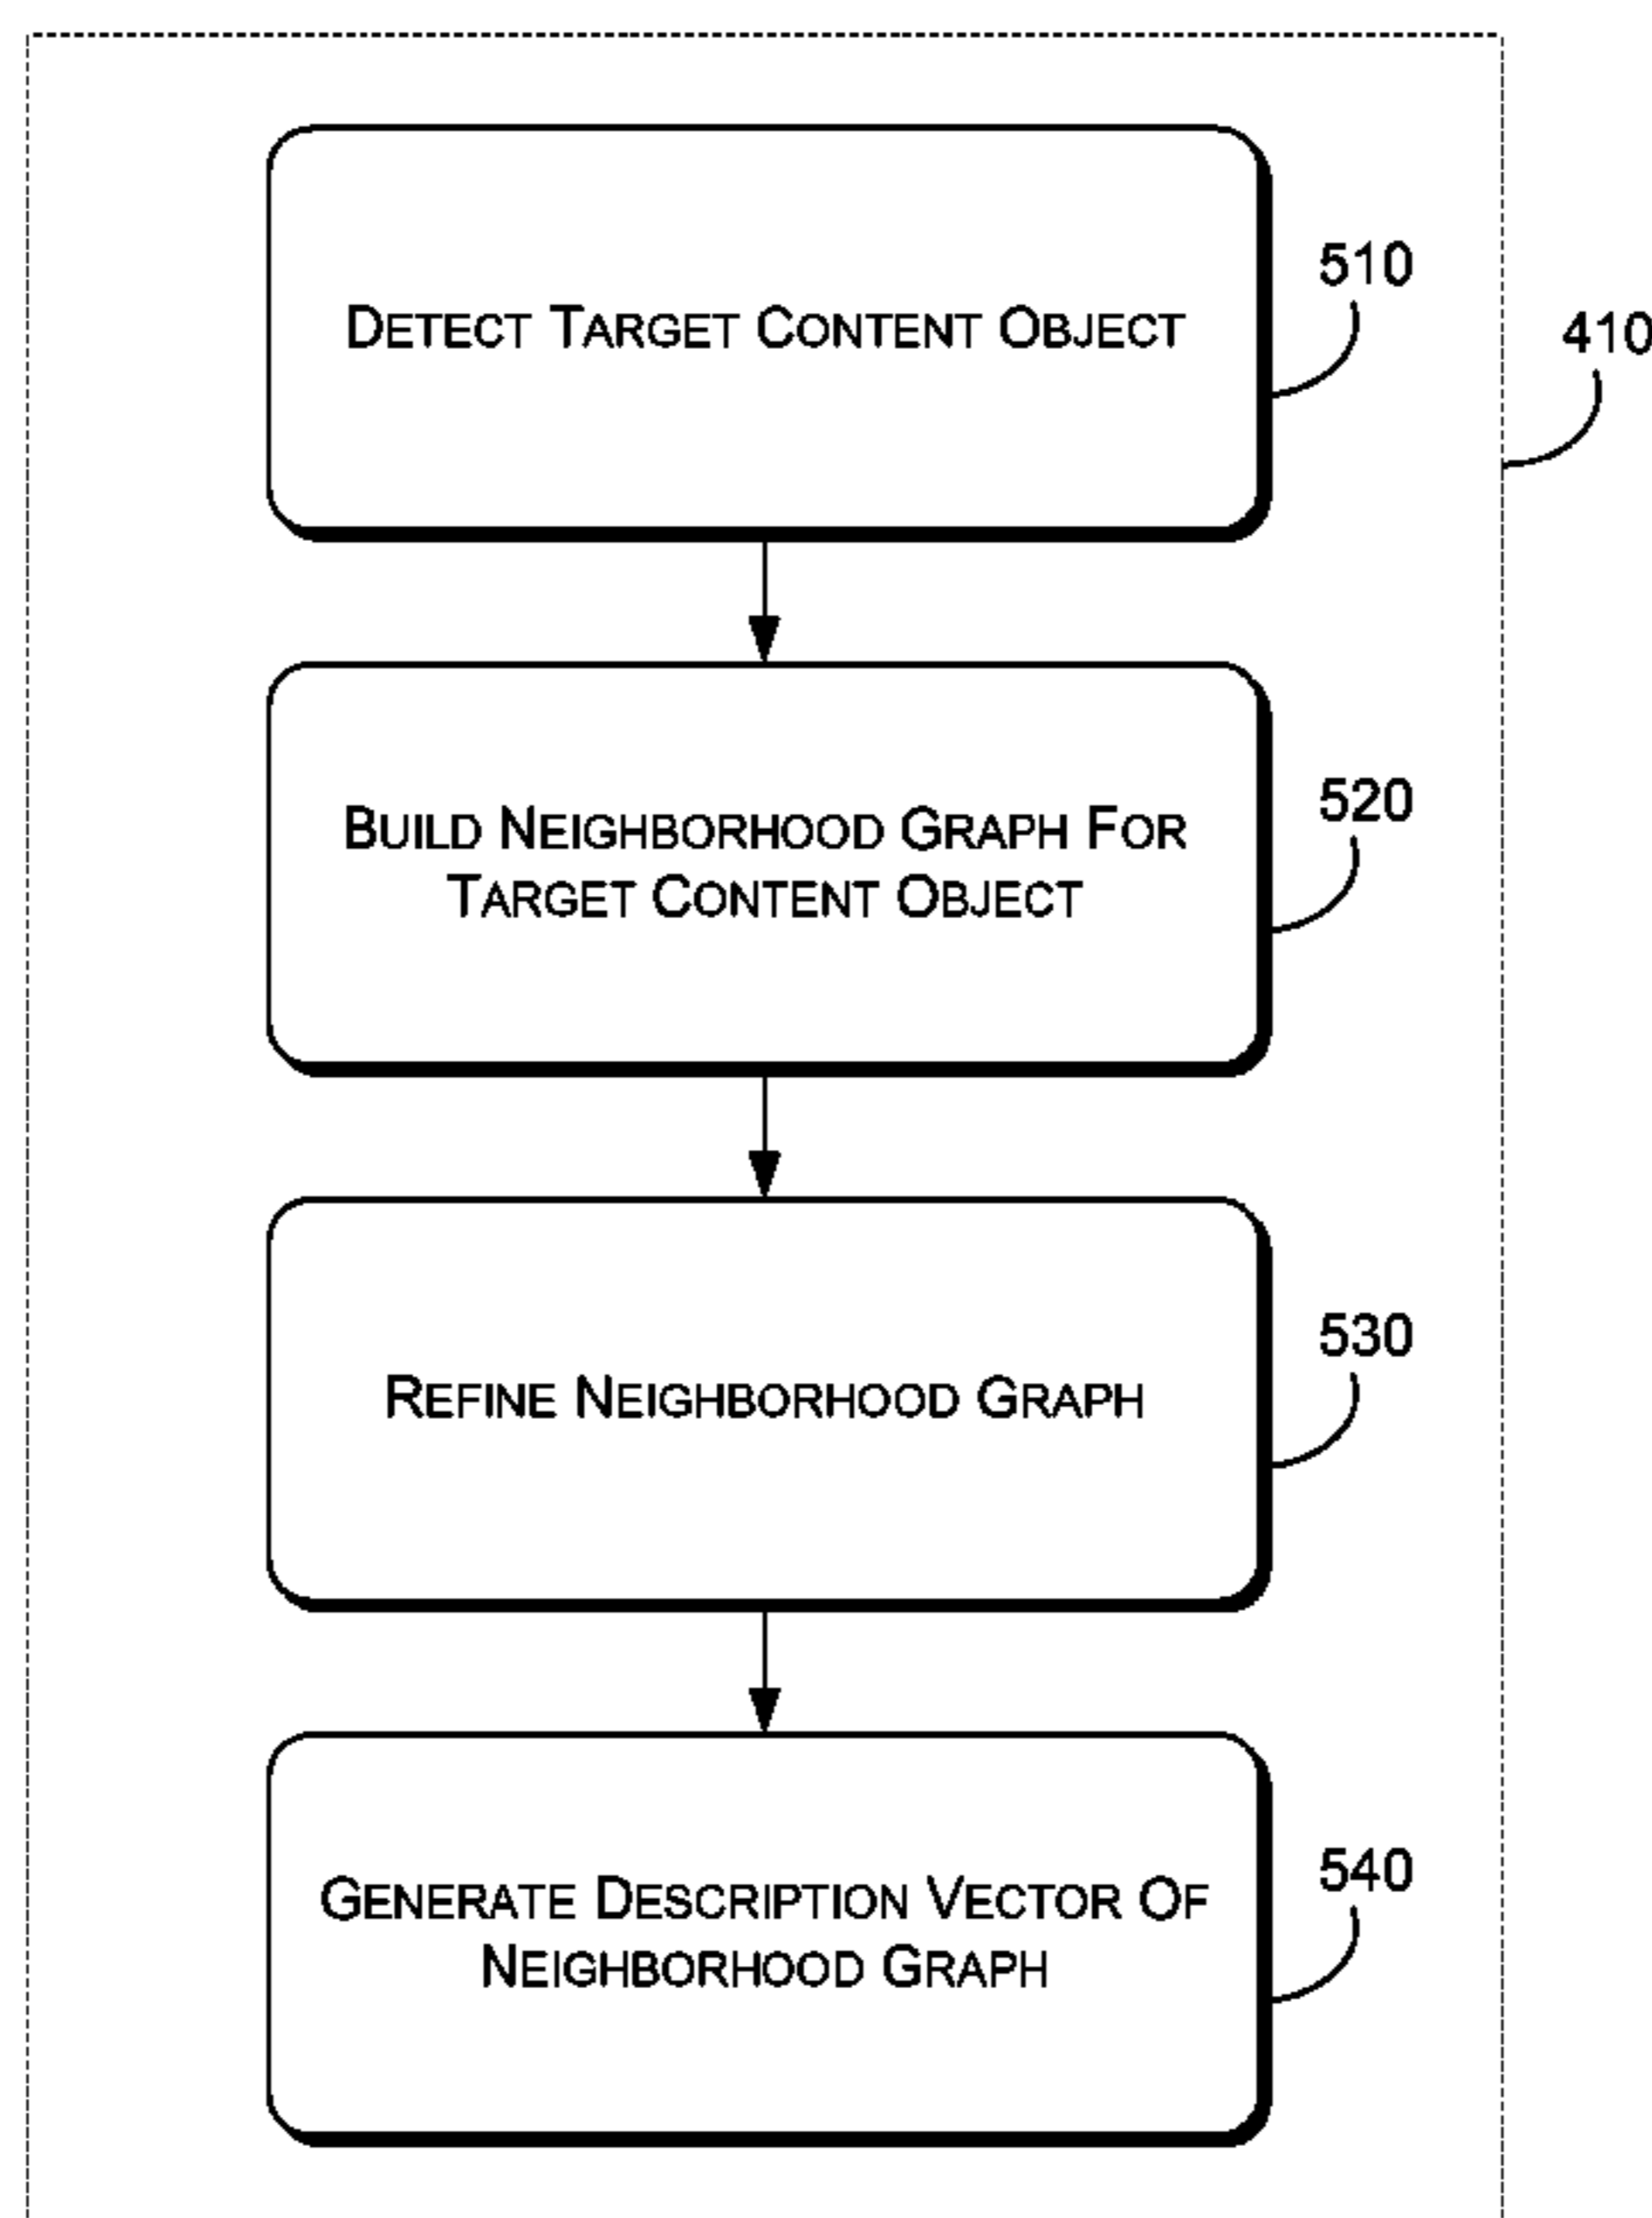 DETECT TARGET CONTENT OBJECT
510
410
BUILD NEIGHBORHOOD GRAPH FOR
TARGET CONTENT OBJECT
520
REFINE NEIGHBORHOOD GRAPH
530
GENERATE DESCRIPTION VECTOR OF
NEIGHBORHOOD GRAPH
540